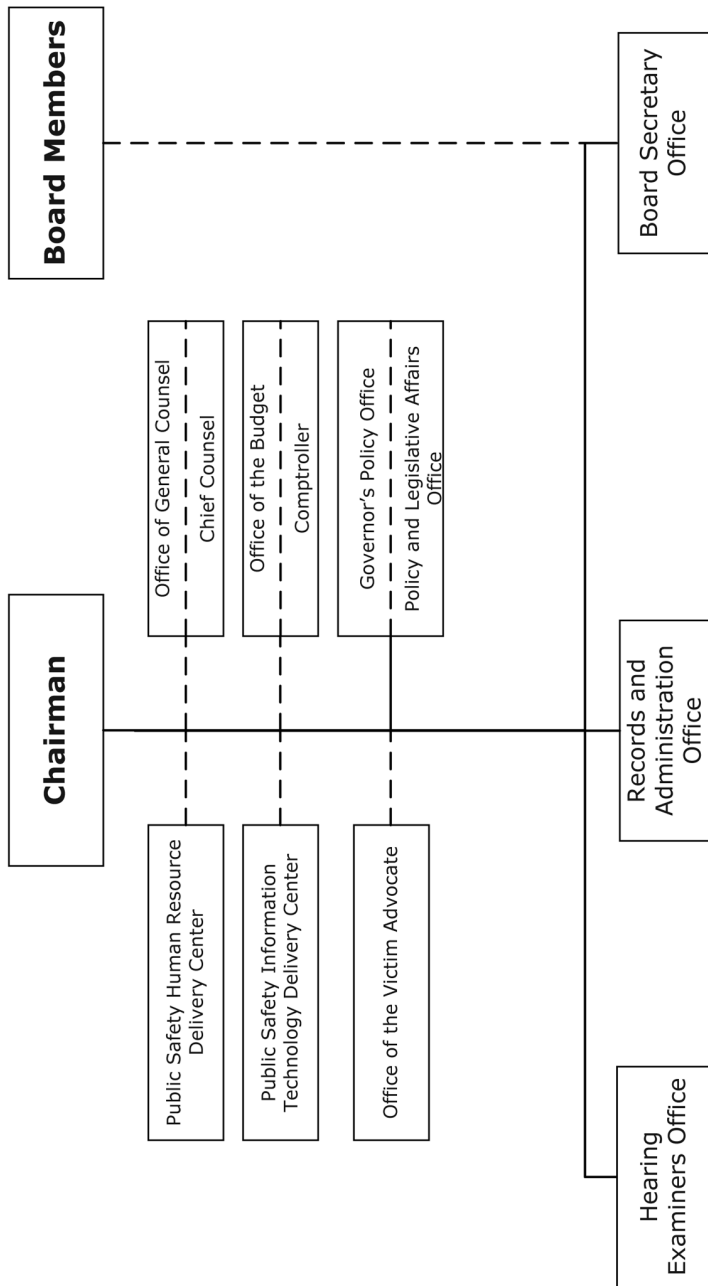 Chairman
Board Members
Public Safety Human Resource
Delivery Center
Office of General Counsel
Chief Counsel
Public Safety Information
Technology Delivery Center
Office of the Budget
Comptroller
Office of the Victim Advocate
Governor’s Policy Office
Policy and Legislative Affairs
Office
Hearing
Examiners Office
Records and
Administration
Office
Board Secretary
Office